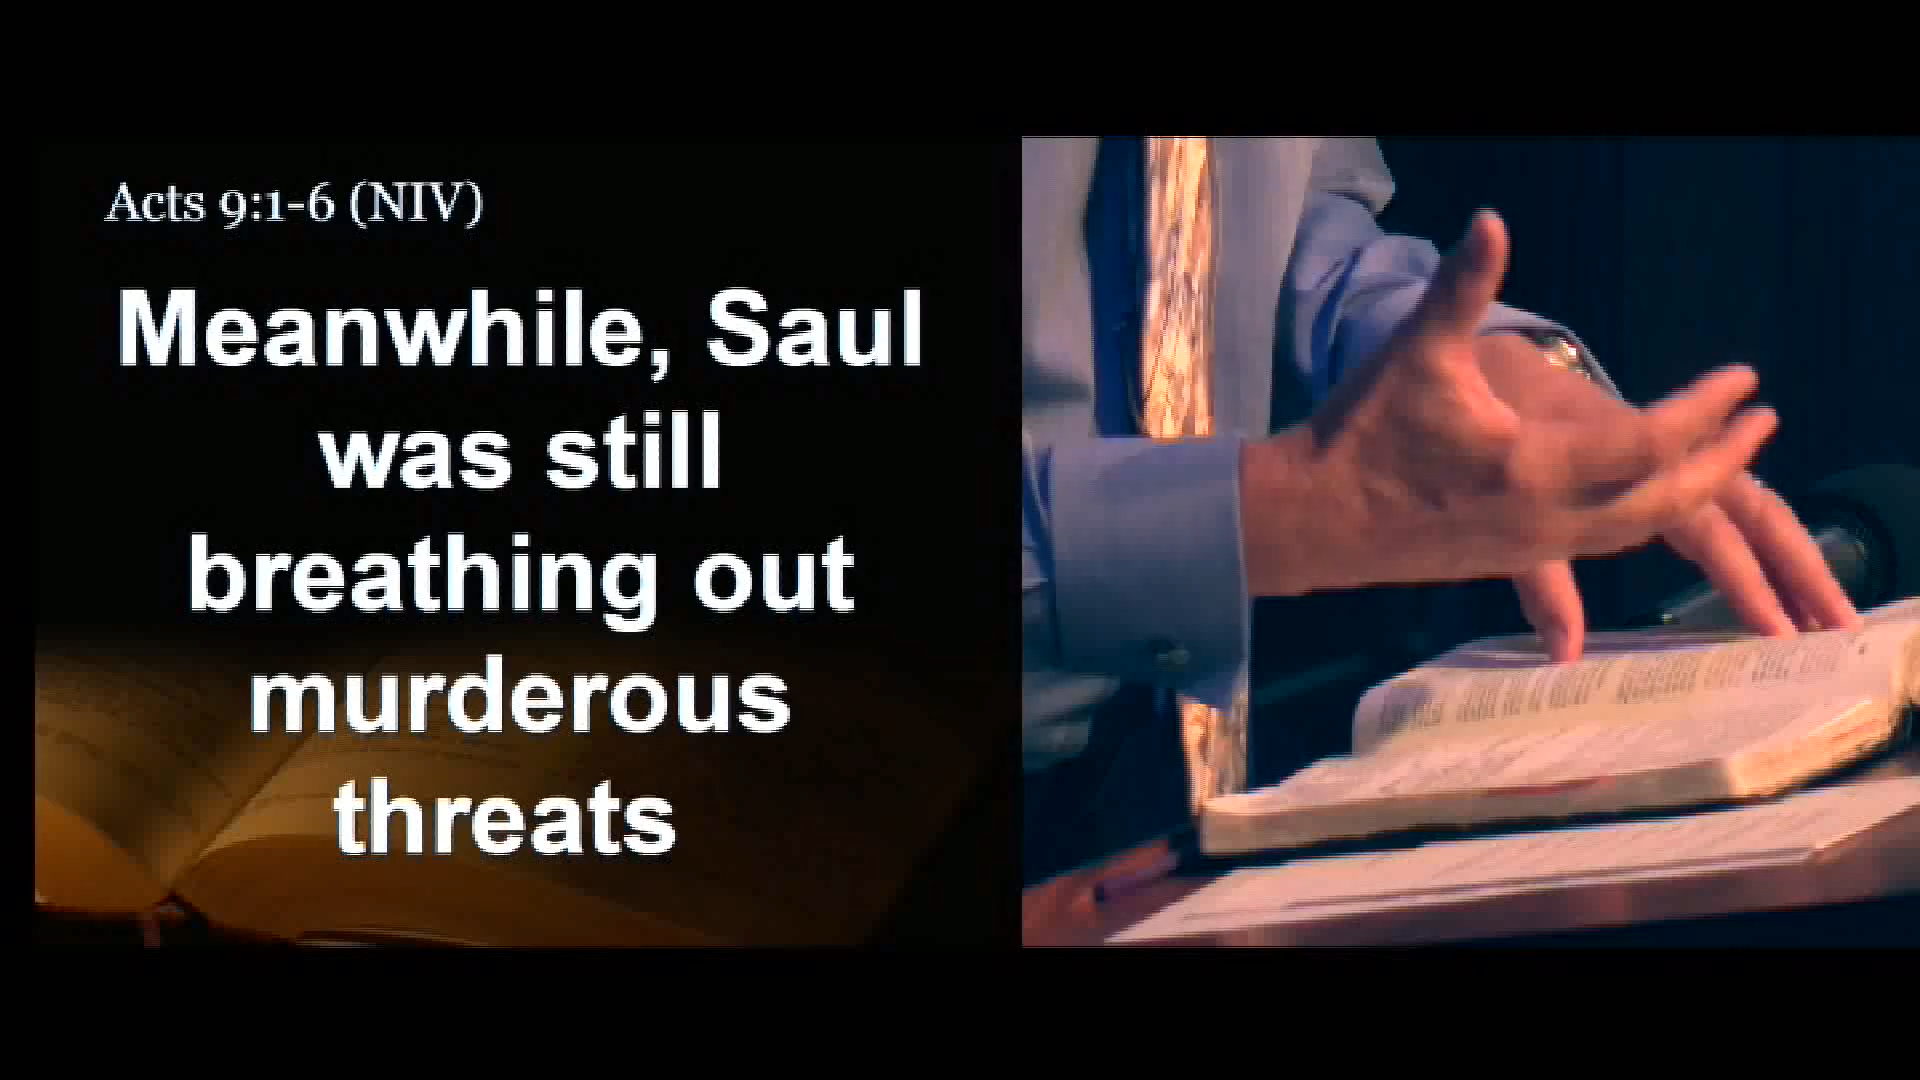 Acts 9:1-6 (NIV)
Meanwhile, Saul
was still
breathing out
murderous
threats